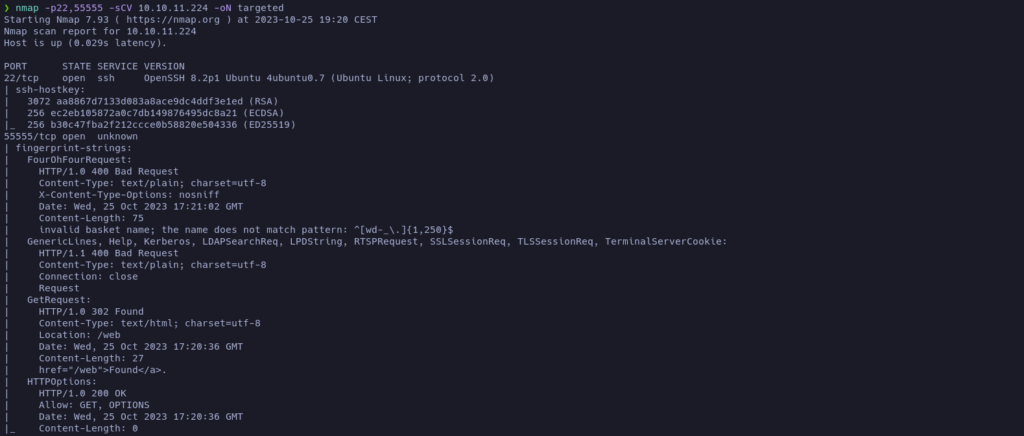 ❯ nmap -p22,55555 -sCV 10.10.11.224 -oN targeted
Starting Nmap 7.93 ( https://nmap.org ) at 2023-10-25 19:20 CEST
Nmap scan report for 10.10.11.224
Host is up (0.029s latency).

PORT      STATE SERVICE VERSION
22/tcp    open  ssh     OpenSSH 8.2p1 Ubuntu 4ubuntu0.7 (Ubuntu Linux; protocol 2.0)
| ssh-hostkey:
|   3072 aa8867d7133d083a8ace9dc4ddf3e1ed (RSA)
|   256 ec2eb105872a0c7db149876495dc8a21 (ECDSA)
|_  256 b30c47fba2f212ccce0b58820e504336 (ED25519)
55555/tcp open  unknown
| fingerprint-strings:
|   FourOhFourRequest:
|     HTTP/1.0 400 Bad Request
|     Content-Type: text/plain; charset=utf-8
|     X-Content-Type-Options: nosniff
|     Date: Wed, 25 Oct 2023 17:21:02 GMT
|     Content-Length: 75
|     invalid basket name; the name does not match pattern: ^[wd-_\.]{1,250}$
|   GenericLines, Help, Kerberos, LDAPSearchReq, LPDString, RTSPRequest, SSLSessionReq, TLSSessionReq, TerminalServerCookie:
|     HTTP/1.1 400 Bad Request
|     Content-Type: text/plain; charset=utf-8
|     Connection: close
|     Request
|   GetRequest:
|     HTTP/1.0 302 Found
|     Content-Type: text/html; charset=utf-8
|     Location: /web
|     Date: Wed, 25 Oct 2023 17:20:36 GMT
|     Content-Length: 27
|     href="/web">Found</a>.
|   HTTPOptions:
|     HTTP/1.0 200 OK
|     Allow: GET, OPTIONS
|     Date: Wed, 25 Oct 2023 17:20:36 GMT
|_    Content-Length: 0